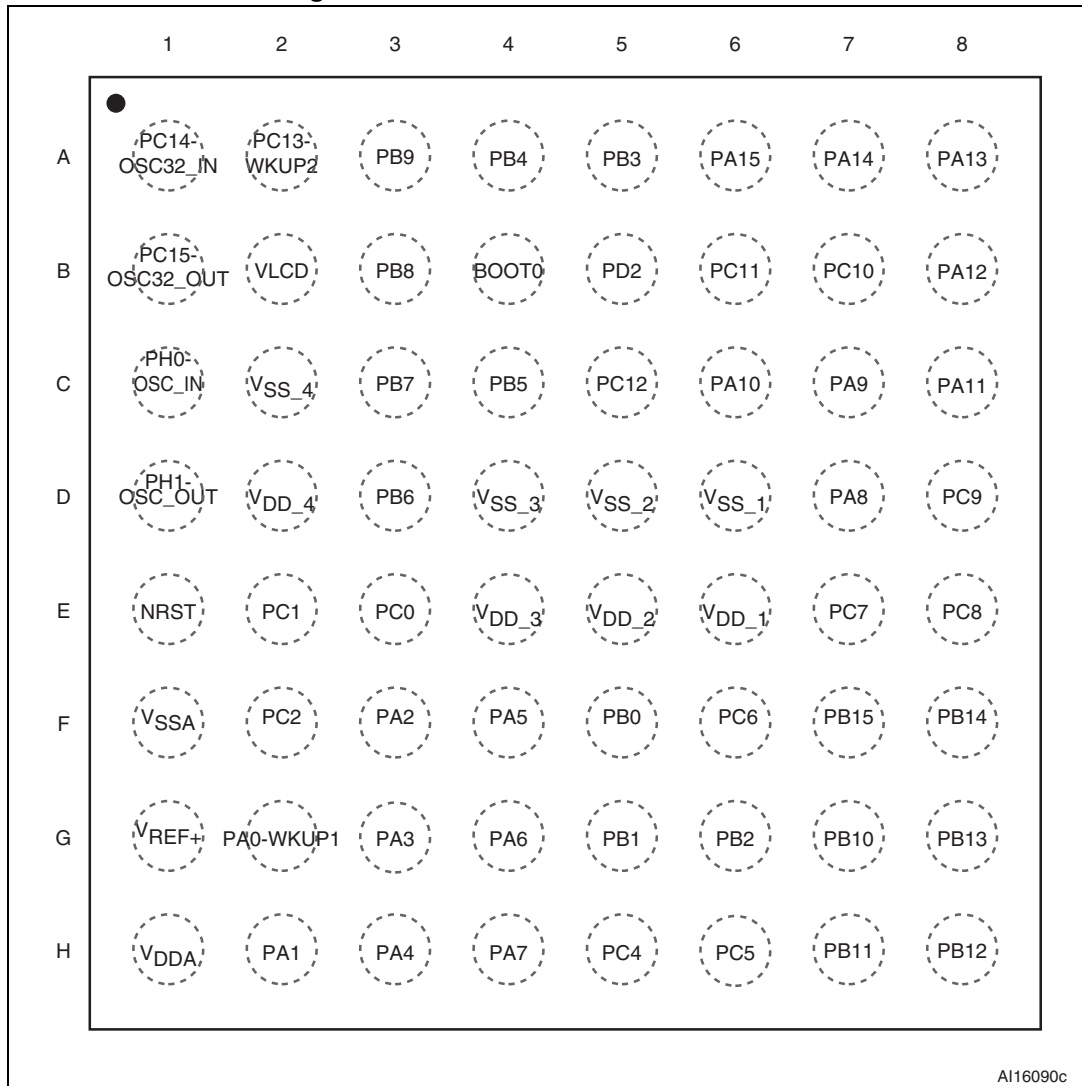 1 2 3 4 5 6 7 8
A PC14-OSC32_IN PC13-WKUP2 PB9 PB4 PB3 PA15 PA14 PA13
B PC15-OSC32_OUT VLCD PB8 BOOT0 PD2 PC11 PC10 PA12
C PH0-OSC_IN VSS_4 PB7 PB5 PC12 PA10 PA9 PA11
D PH1-OSC_OUT VDD_4 PB6 VSS_3 VSS_2 VSS_1 PA8 PC9
E NRST PC1 PC0 VDD_3 VDD_2 VDD_1 PC7 PC8
F VSSA PC2 PA2 PA5 PB0 PC6 PB15 PB14
G VREF+ PA0-WKUP1 PA3 PA6 PB1 PB2 PB10 PB13
H VDDA PA1 PA4 PA7 PC4 PC5 PB11 PB12
AI16090c